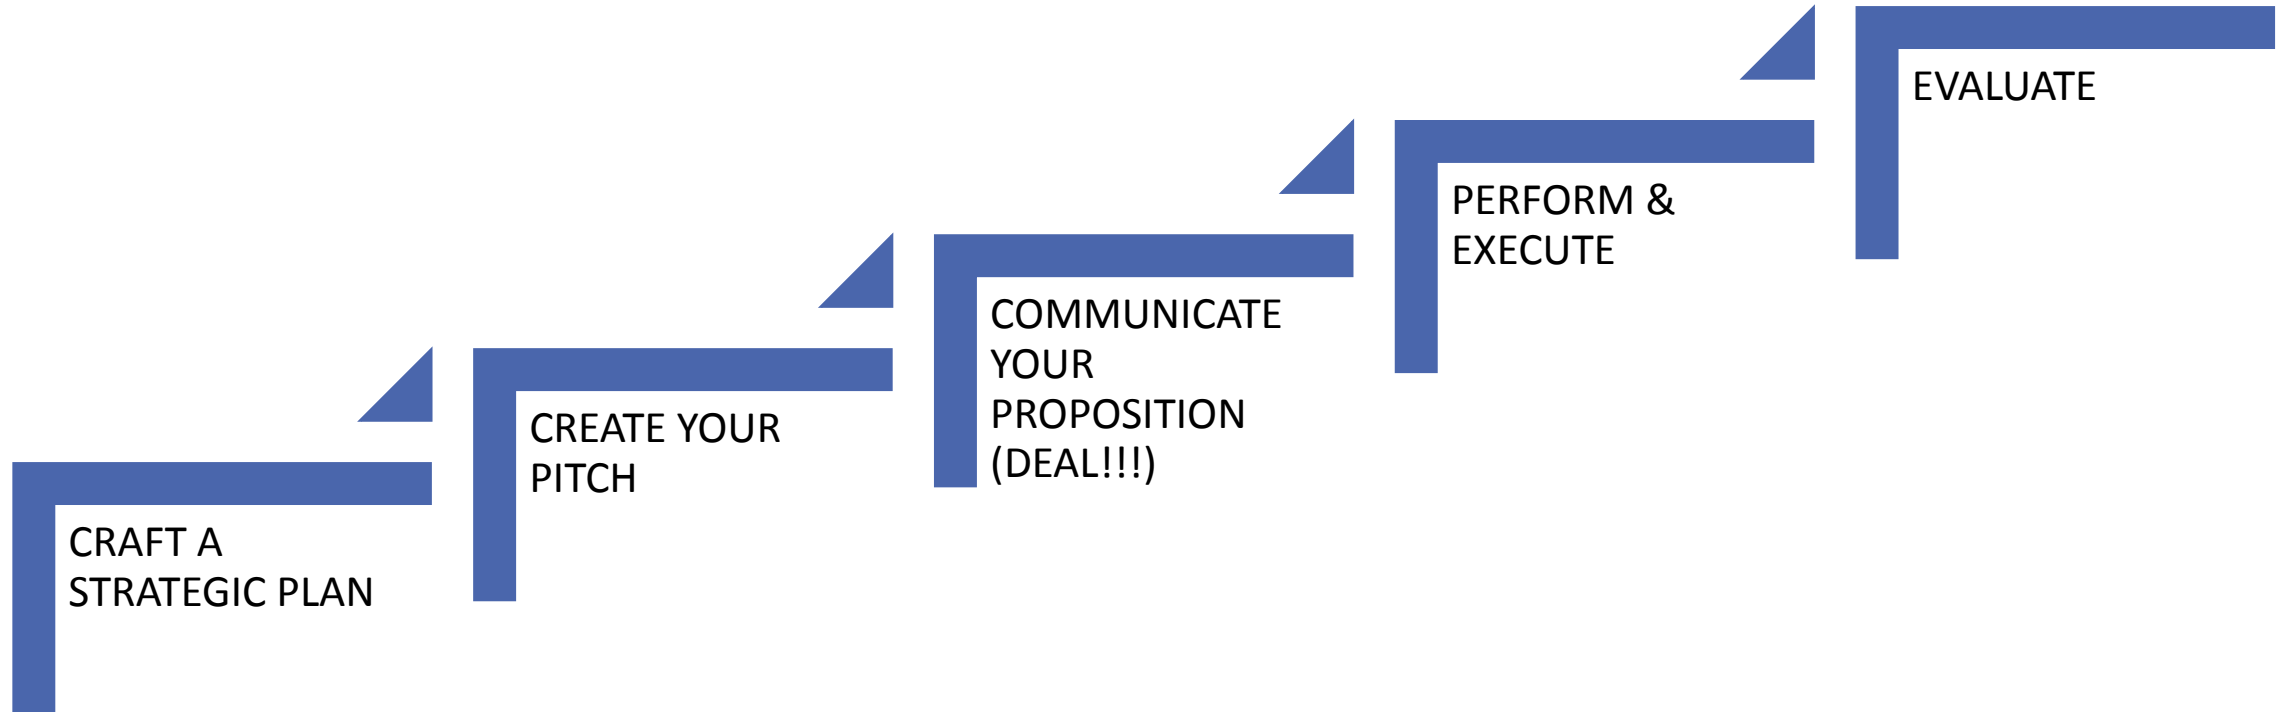 CRAFT A
STRATEGIC PLAN
CREATE YOUR
PITCH
COMMUNICATE
YOUR
PROPOSITION
(DEAL!!!)
PERFORM &
EXECUTE
EVALUATE